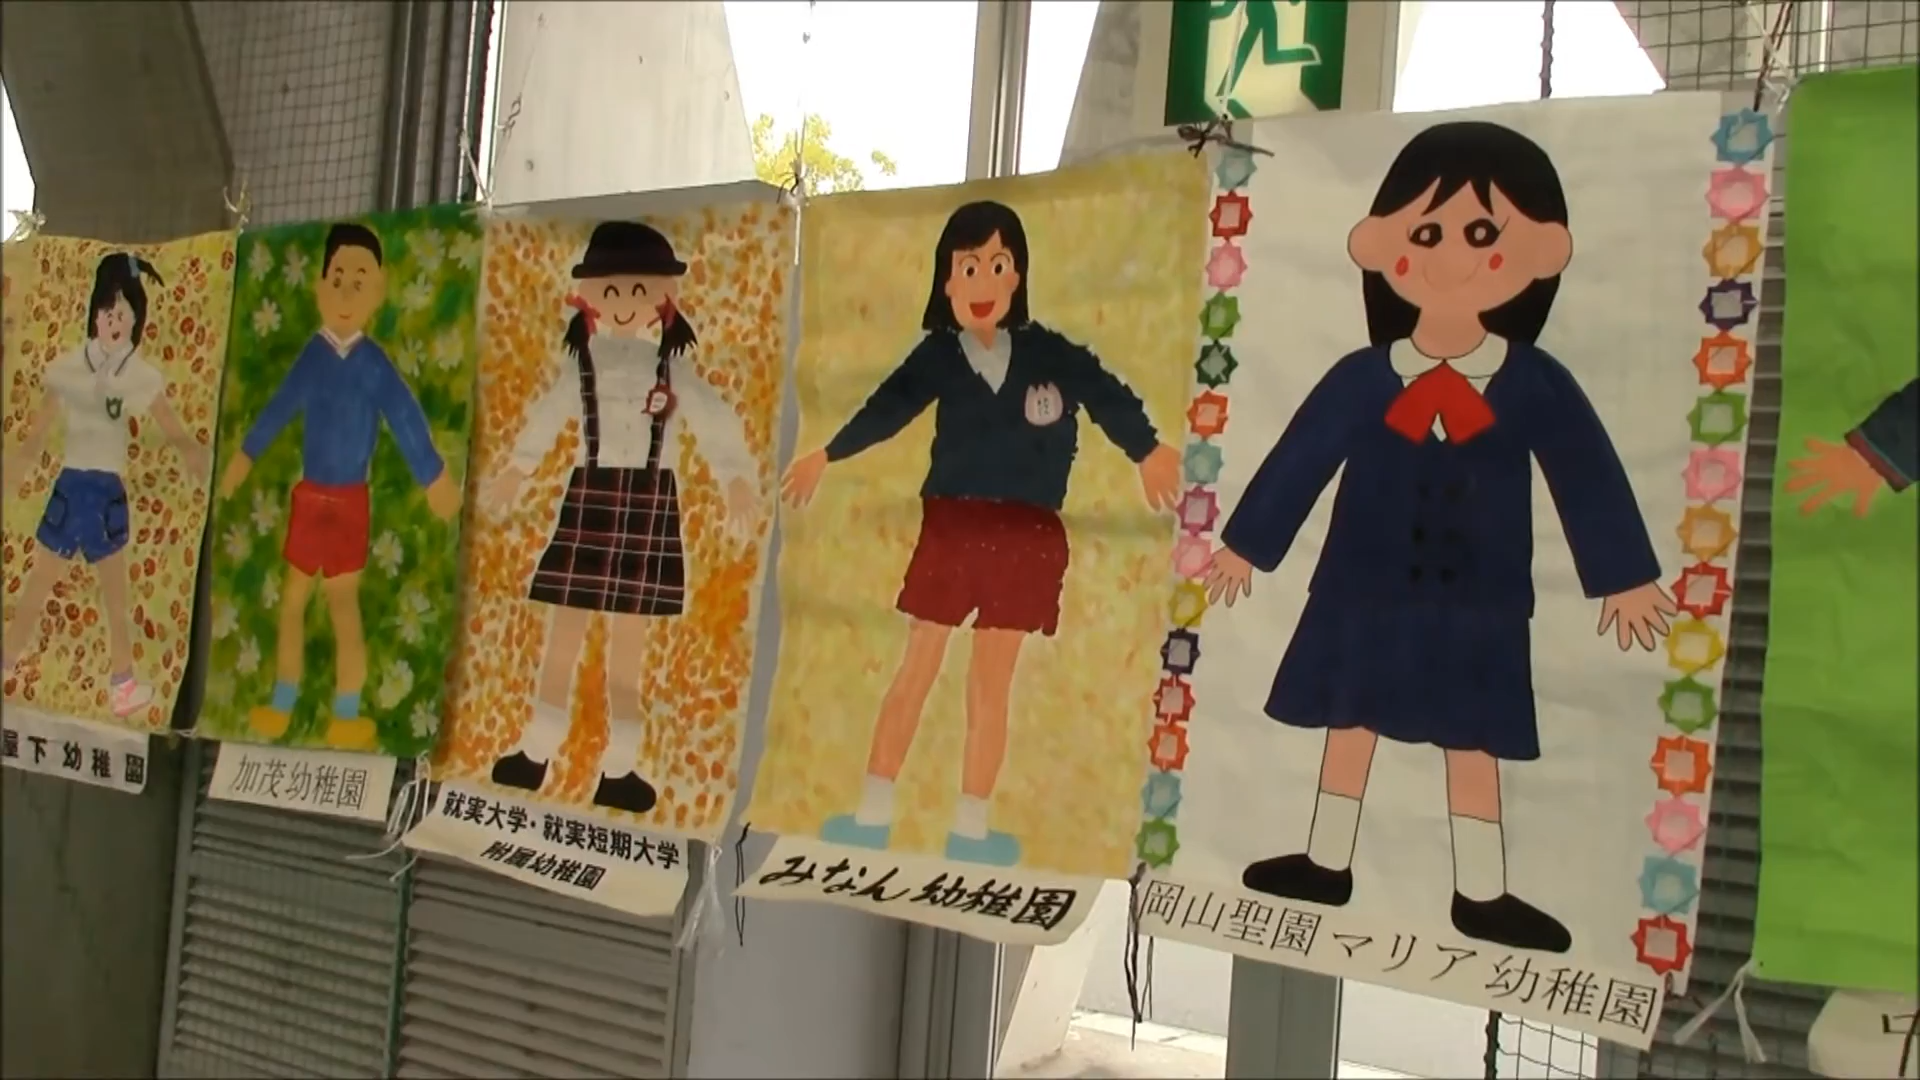 屋下幼稚園
加茂幼稚園
就実大学・就実短期大学
附属幼稚園
みなん幼稚園
岡山聖園マリア幼稚園